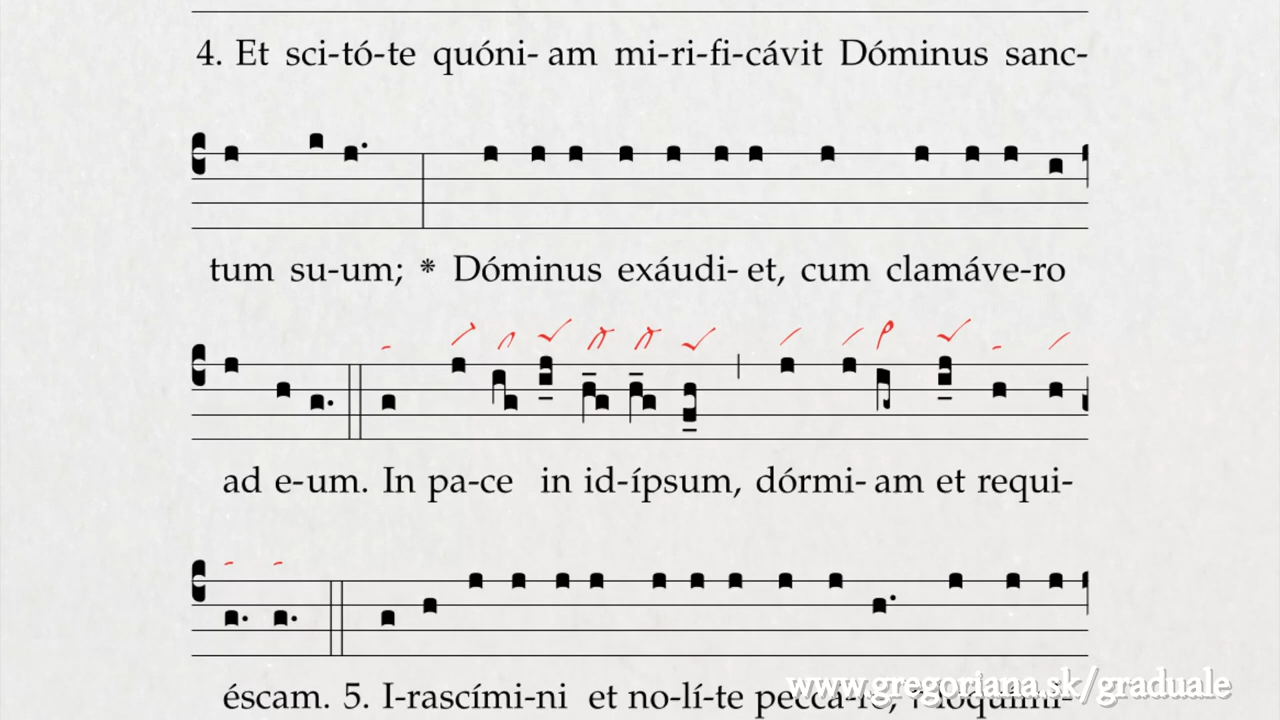 4. Et sci-tó-te quóni- am mi-ri-fi-cávit Dóminus sanc-
tum su-um; * Dóminus exáudi- et, cum clamáve-ro
ad e-um. In pa-ce in id-ípsum, dórmi- am et requi-
éscam. 5. I-rascími-ni et no-lí-te
www.gregoriana.sk/graduale